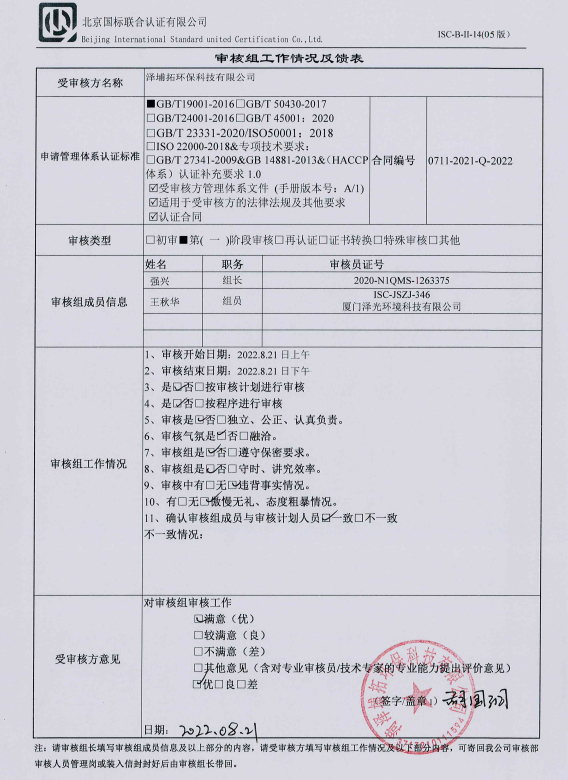 北京国标联合认证有限公司
Beijing International Standard united Certification Co.,Ltd.
ISC-B-II-14(05 版)
审核组工作情况反馈表
受审核方名称 泽埔拓环保科技有限公司
申请管理体系认证标准
■GB/T19001-2016□GB/T 50430-2017
□GB/T24001-2016□GB/T 45001：2020
□GB/T 23331-2020/ISO50001：2018
□ISO 22000-2018&专项技术要求：
□GB/T 27341-2009&GB 14881-2013&（HACCP
体系）认证补充要求 1.0
☑受审核方管理体系文件 (手册版本号：A/1)
☑适用于受审核方的法律法规及其他要求
☑认证合同
合同编号 0711-2021-Q-2022
审核类型 □初审■第( 一 )阶段审核□再认证□证书转换□特殊审核□其他
审核组成员信息
姓名 职务 审核员证号
强兴 组长 2020-N1QMS-1263375
王秋华 组员 ISC-JSZJ-346
厦门泽光环境科技有限公司
审核组工作情况
1、审核开始日期：2022.8.21 日上午
2、审核结束日期：2022.8.21 日下午
3、是☑否□按审核计划进行审核
4、是☑否□按程序进行审核
5、审核是☑否□独立、公正、认真负责。
6、审核气氛是☑否□融洽。
7、审核组是☑否□遵守保密要求。
8、审核组是☑否□守时、讲究效率。
9、审核中有□无☑违背事实情况。
10、有□无☑傲慢无礼、态度粗暴情况。
11、确认审核组成员与审核计划人员☑一致□不一致
不一致情况：
受审核方意见
对审核组审核工作
☑满意（优）
□较满意（良）
□不满意（差）
□其他意见（含对专业审核员/技术专家的专业能力提出评价意见）
☑优□良□差
(签字/盖章)
日期： 2022.08.21
注：请审核组长填写审核组成员信息及以上部分的内容，请受审核方填写审核组工作情况及以下部分内容，可寄回我公司审核部
审核人员管理岗或装入信封封好后由审核组长带回。